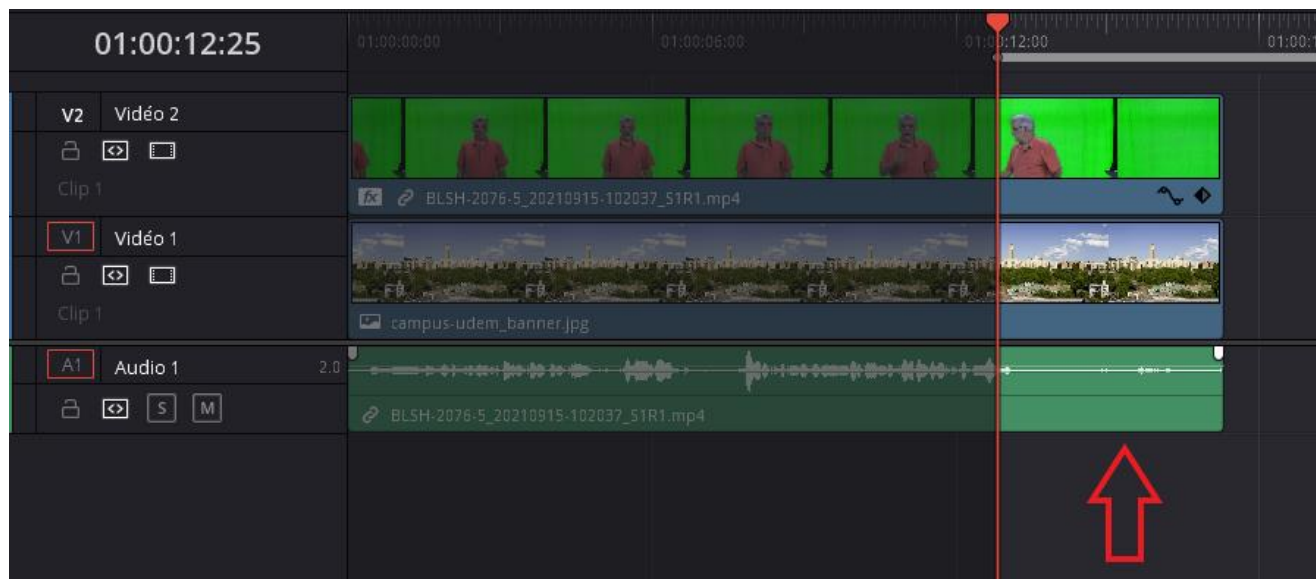 01:00:12:25
01:00:00:00 01:00:06:00 01:00:12:00
V2 Vidéo 2
Clip 1
fx BLSH-2076-5_20210915-102037_S1R1.mp4
V1 Vidéo 1
Clip 1
campus-udem_banner.jpg
A1 Audio 1 2.0
S M
BLSH-2076-5_20210915-102037_S1R1.mp4